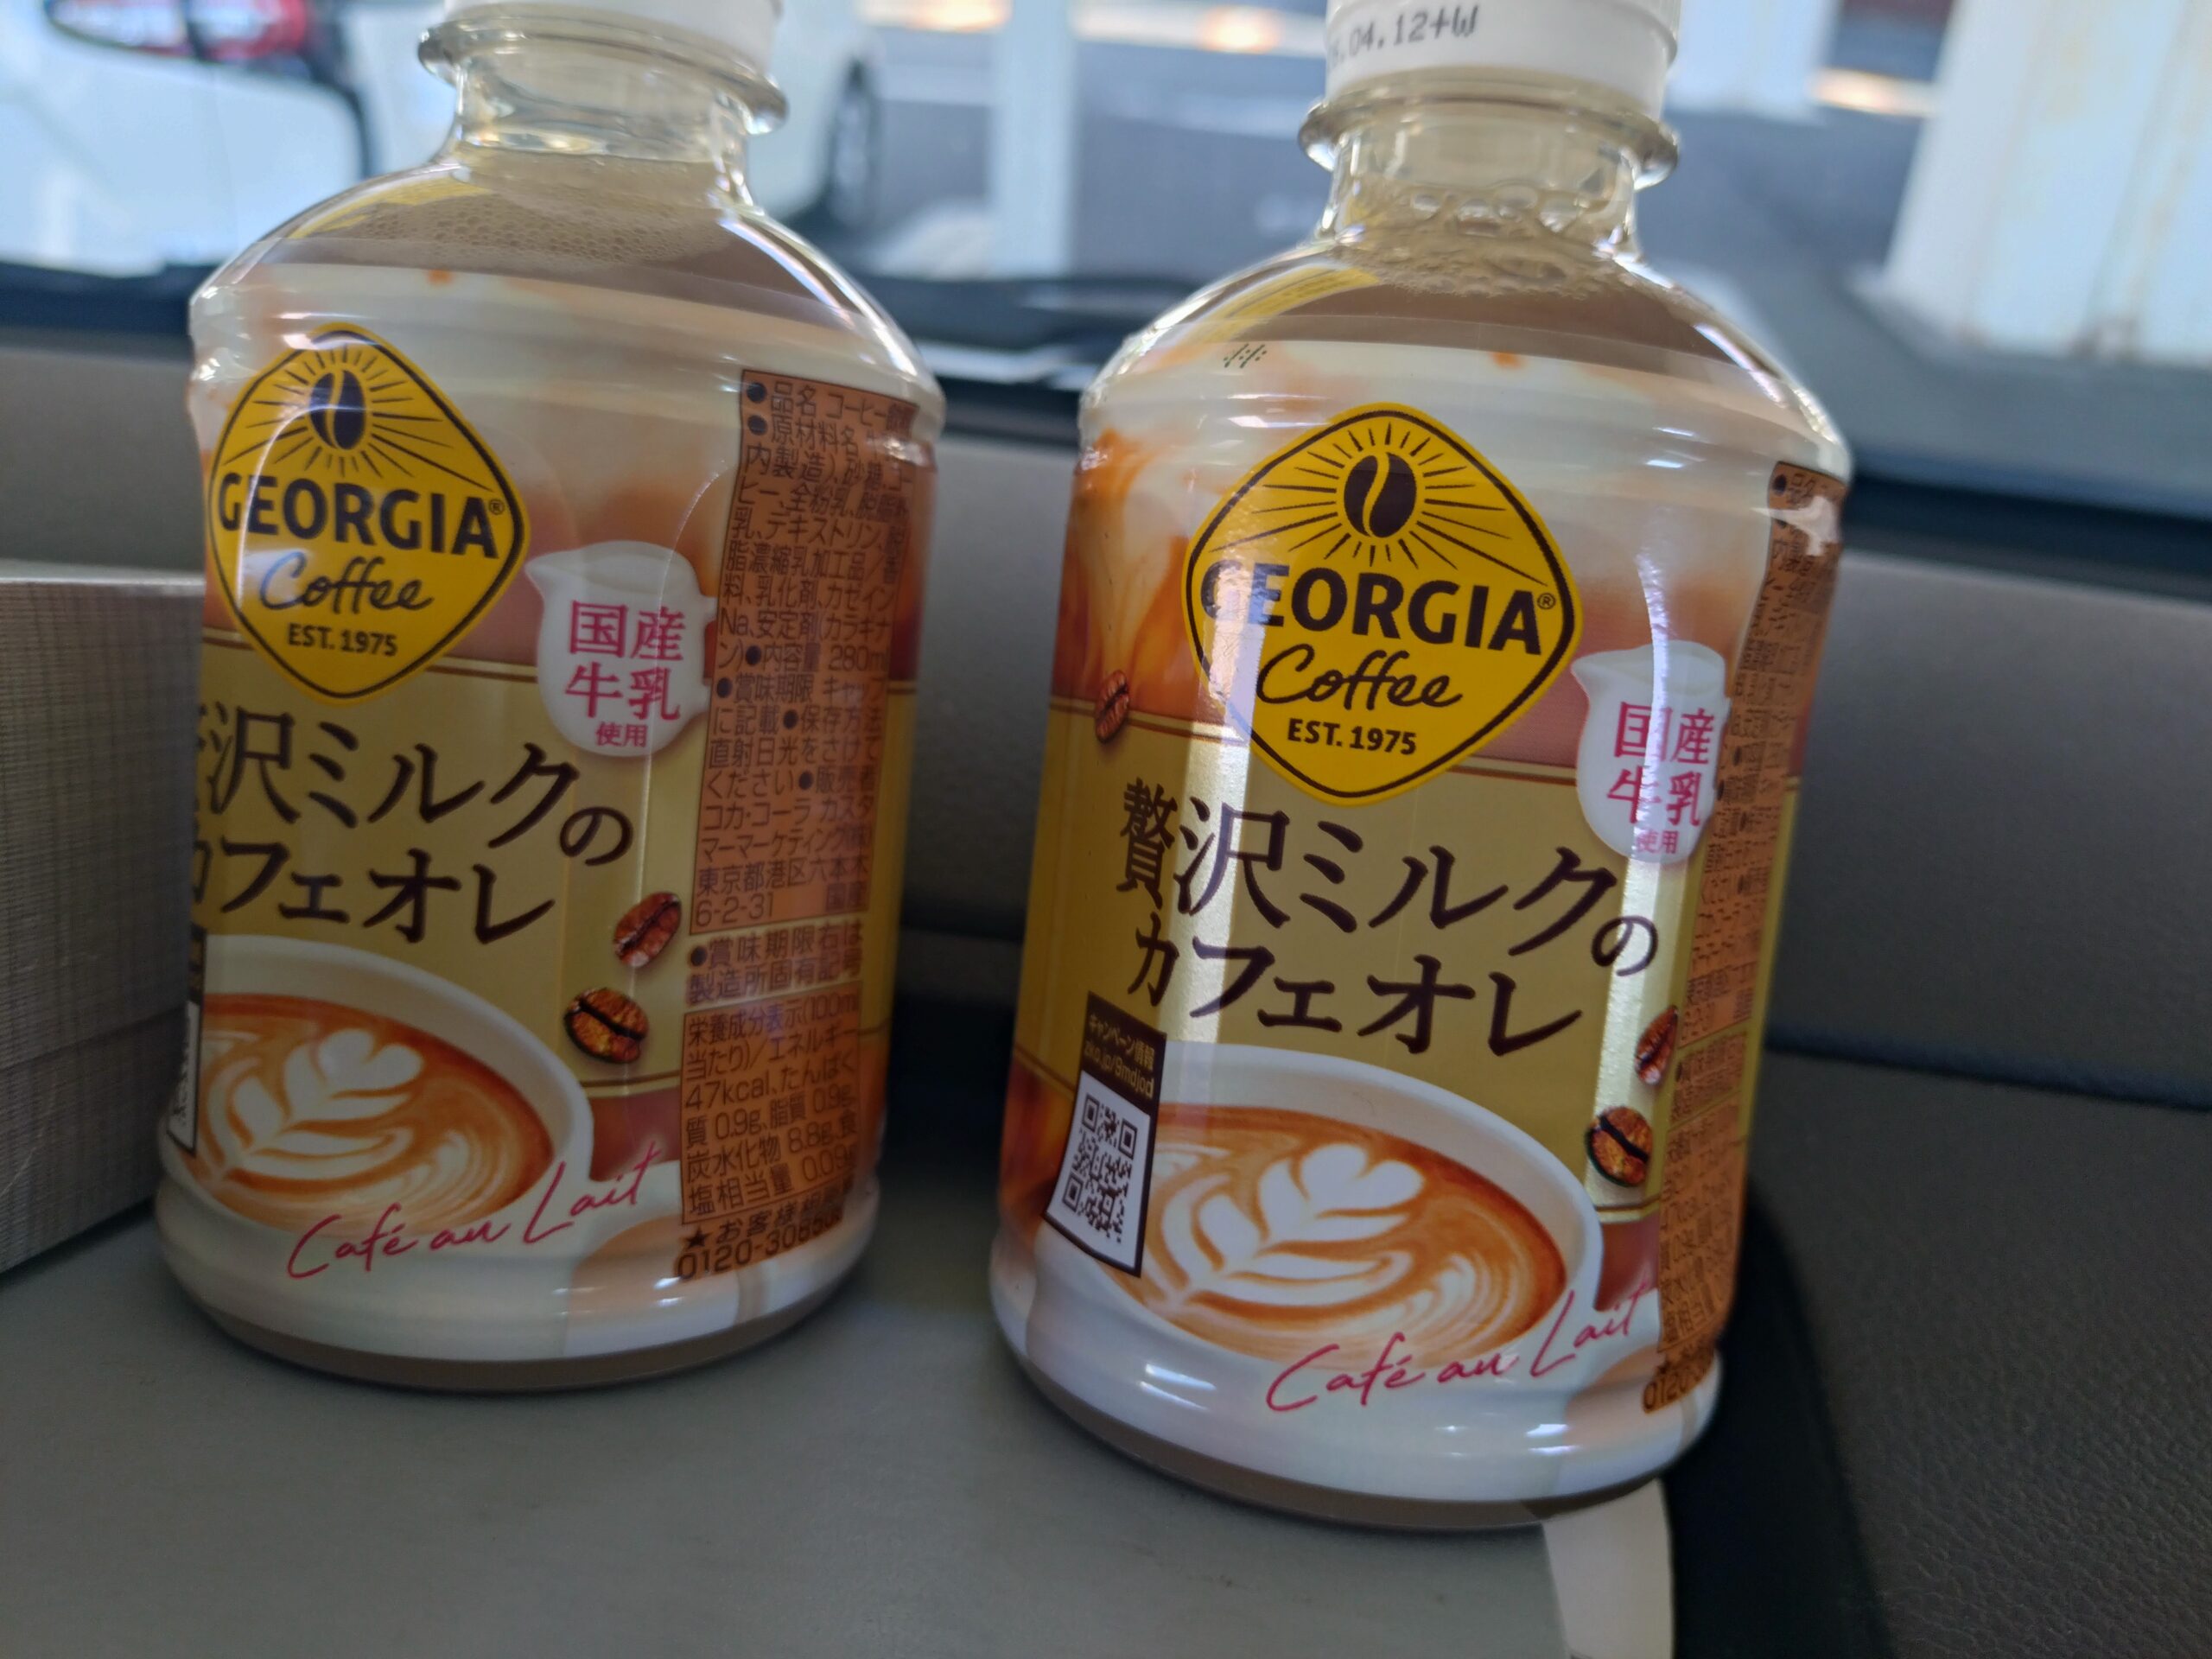 GEORGIA®
Coffee
EST. 1975
国産
牛乳
使用
沢ミルクの
カフェオレ
Café au Lait
●品名 コーヒー飲料
●原材料名
内製造)、砂糖、コー
ヒー、全粉乳、脱脂粉
乳、デキストリン、
脂濃縮乳加工品/香
料、乳化剤、カゼイン
Na、安定剤(カラギナ
ン)●内容量 280ml
●賞味期限 キャップ
に記載●保存方法
直射日光をさけて
ください●販売者
コカ・コーラ カスタ
マーマーケティング㈱
東京都港区六本木
6-2-31 国産
●賞味期限右は
製造所固有記号
栄養成分表示(100ml
当たり)/エネルギー
47kcal、たんぱく
質 0.9g、脂質 0.9g、
炭水化物 8.8g、食
塩相当量 0.09g
★お客様相談室
0120-308509
.04.12+W
GEORGIA®
Coffee
EST. 1975
国産
牛乳
使用
贅沢ミルクの
カフェオレ
キャンペーン情報
Café au Lait